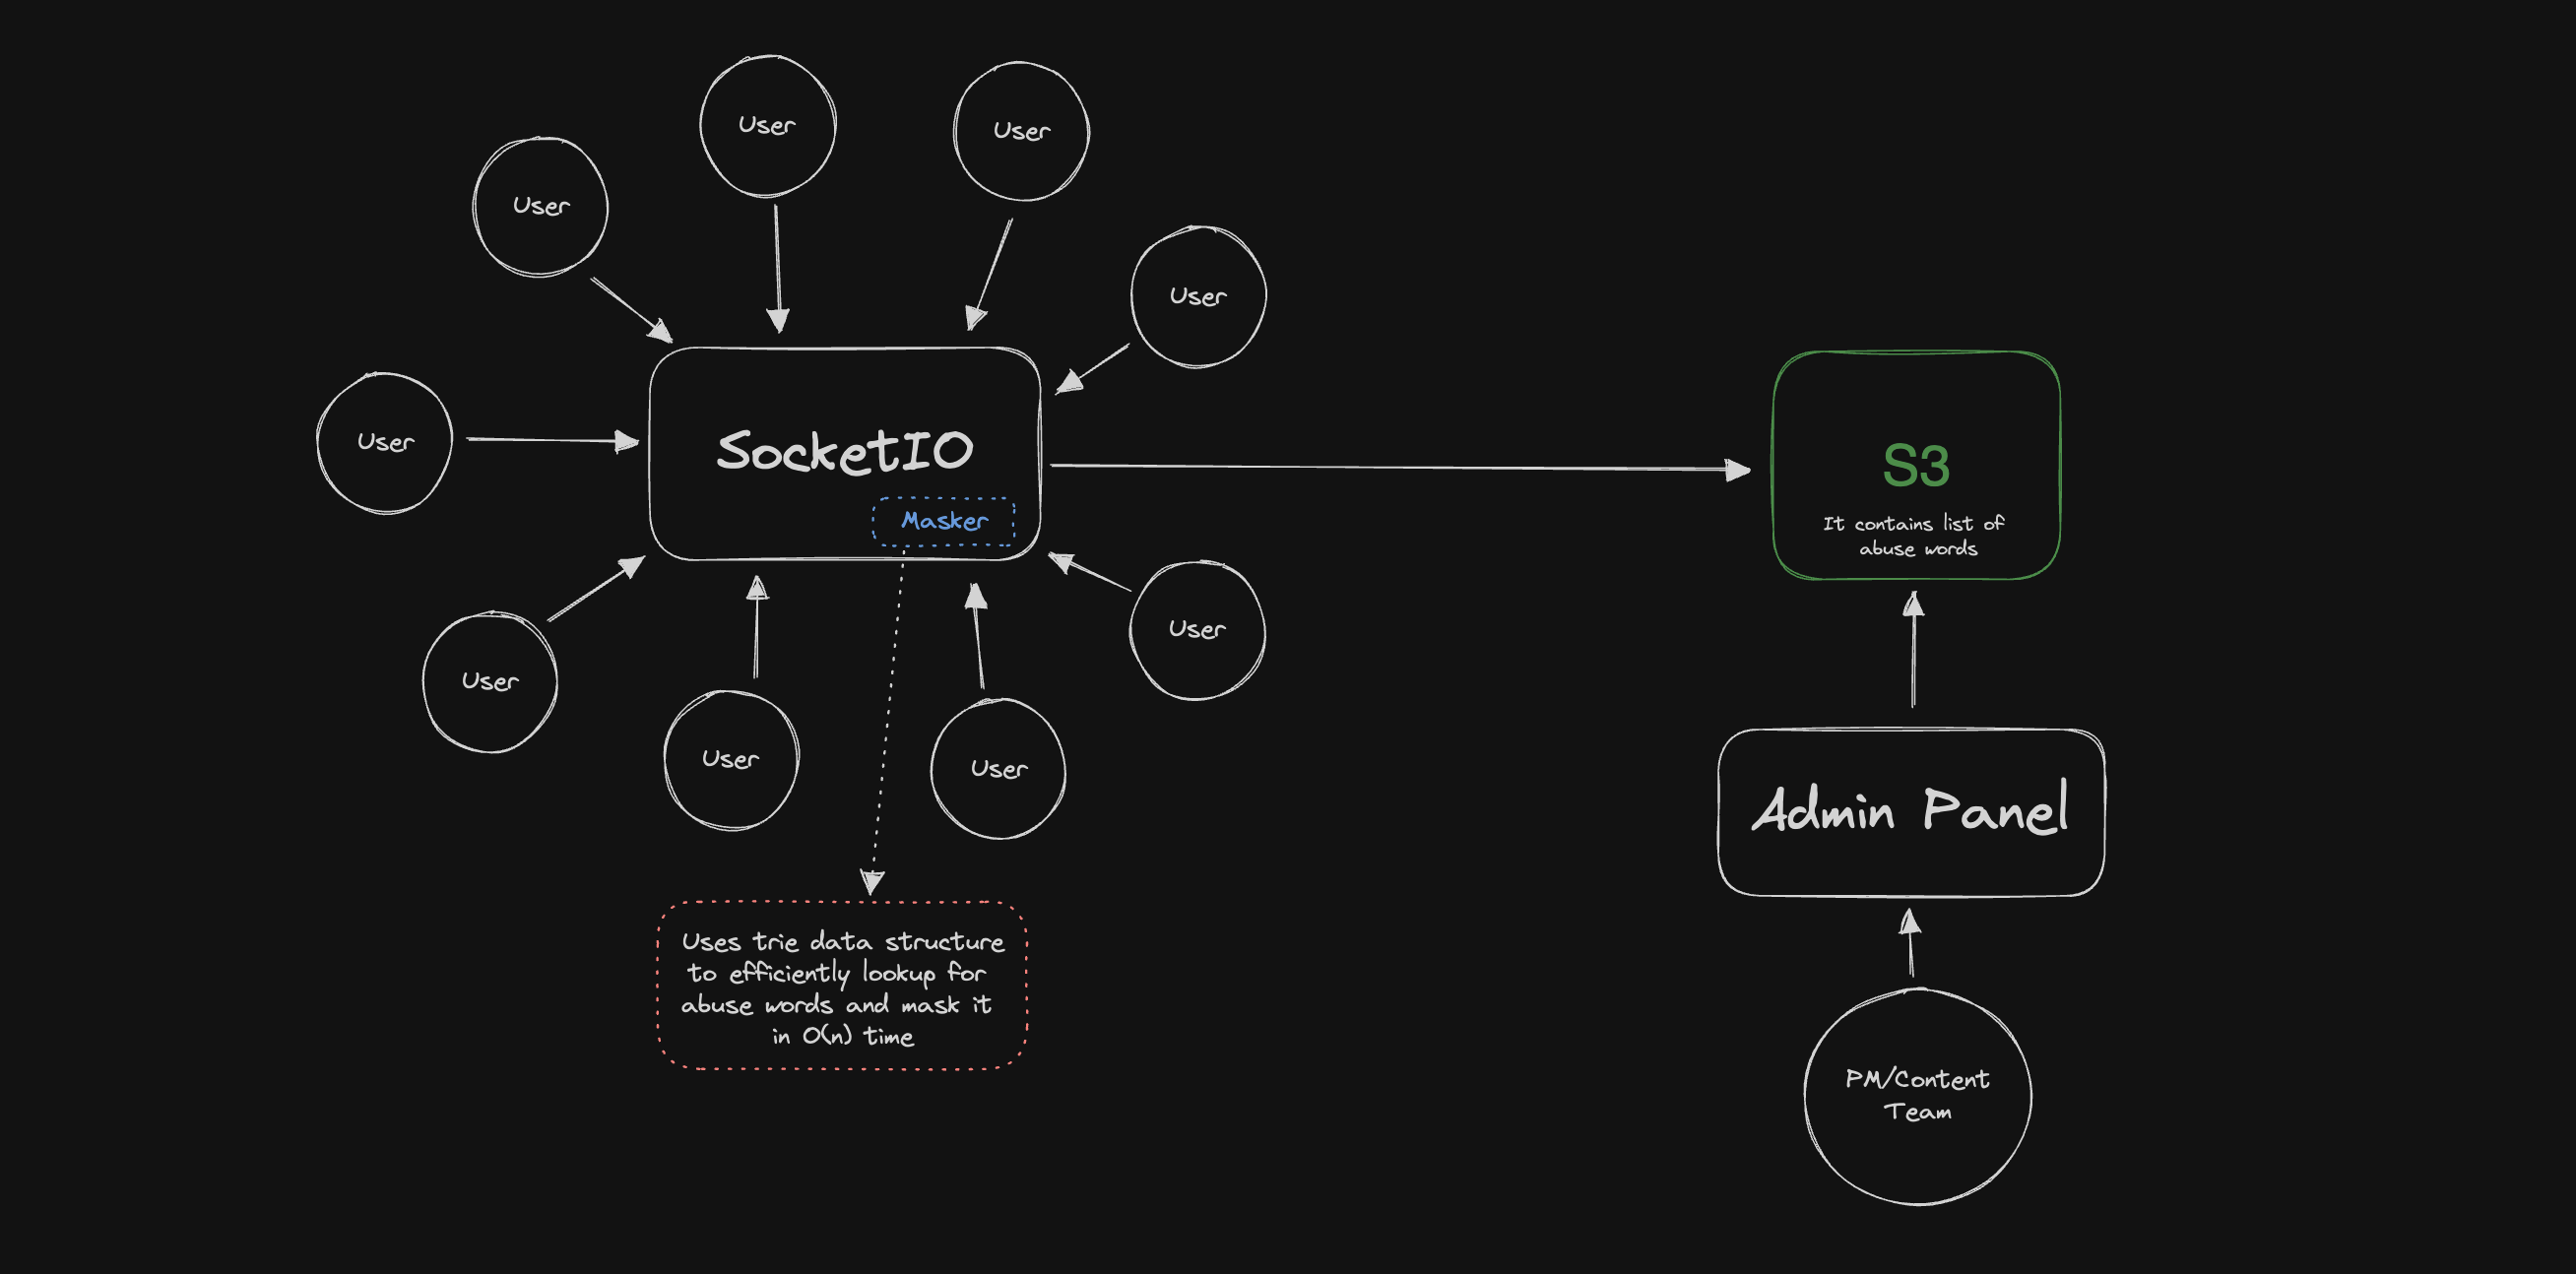 User
User
User
User
User
SocketIO
Masker
S3
It contains list of
abuse words
User
User
User
User
Admin Panel
Uses trie data structure
to efficiently lookup for
abuse words and mask it
in O(n) time
PM/Content
Team